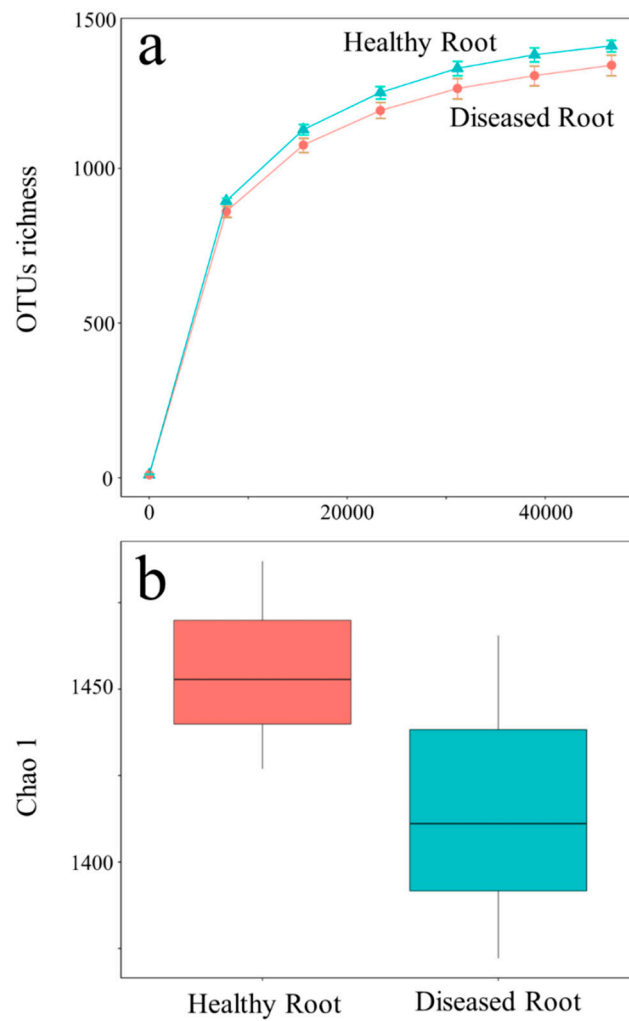 a
Healthy Root
Diseased Root
OTUs richness
1500
1000
500
0
0 20000 40000
b
Chao 1
1450
1400
Healthy Root Diseased Root